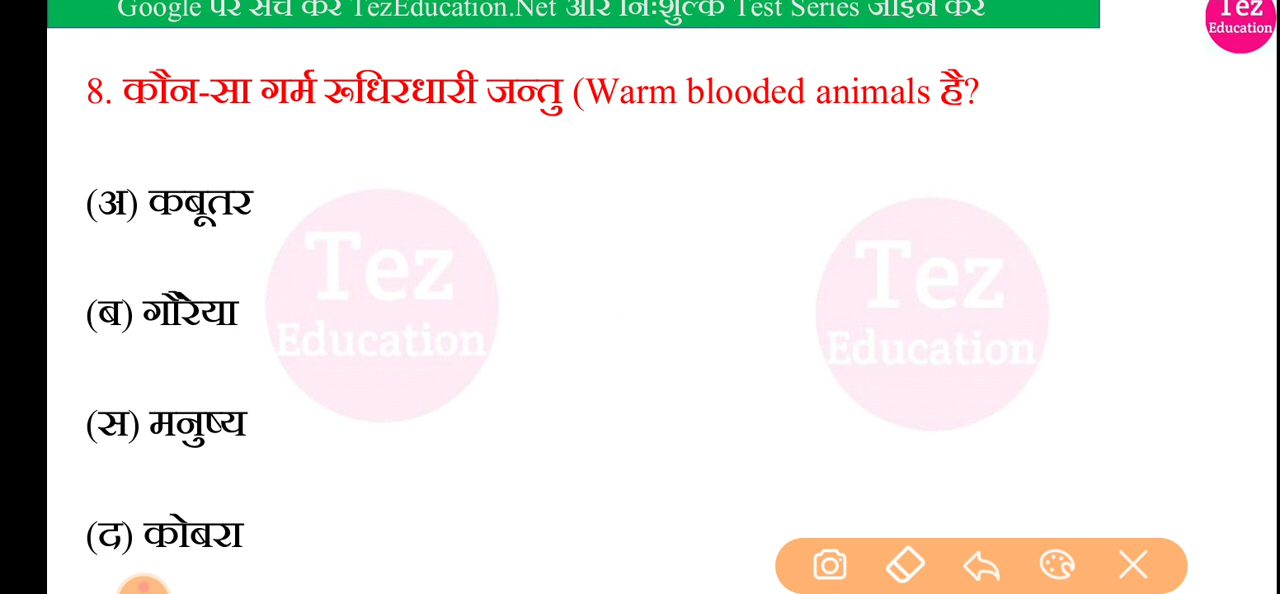 Google पर सर्च करें TezEducation.Net और निःशुल्क Test Series जॉइन करें
Tez
Education
8. कौन-सा गर्म रूधिरधारी जन्तु (Warm blooded animals है?
(अ) कबूतर
(ब) गौरैया
(स) मनुष्य
(द) कोबरा
Tez
Education
Tez
Education